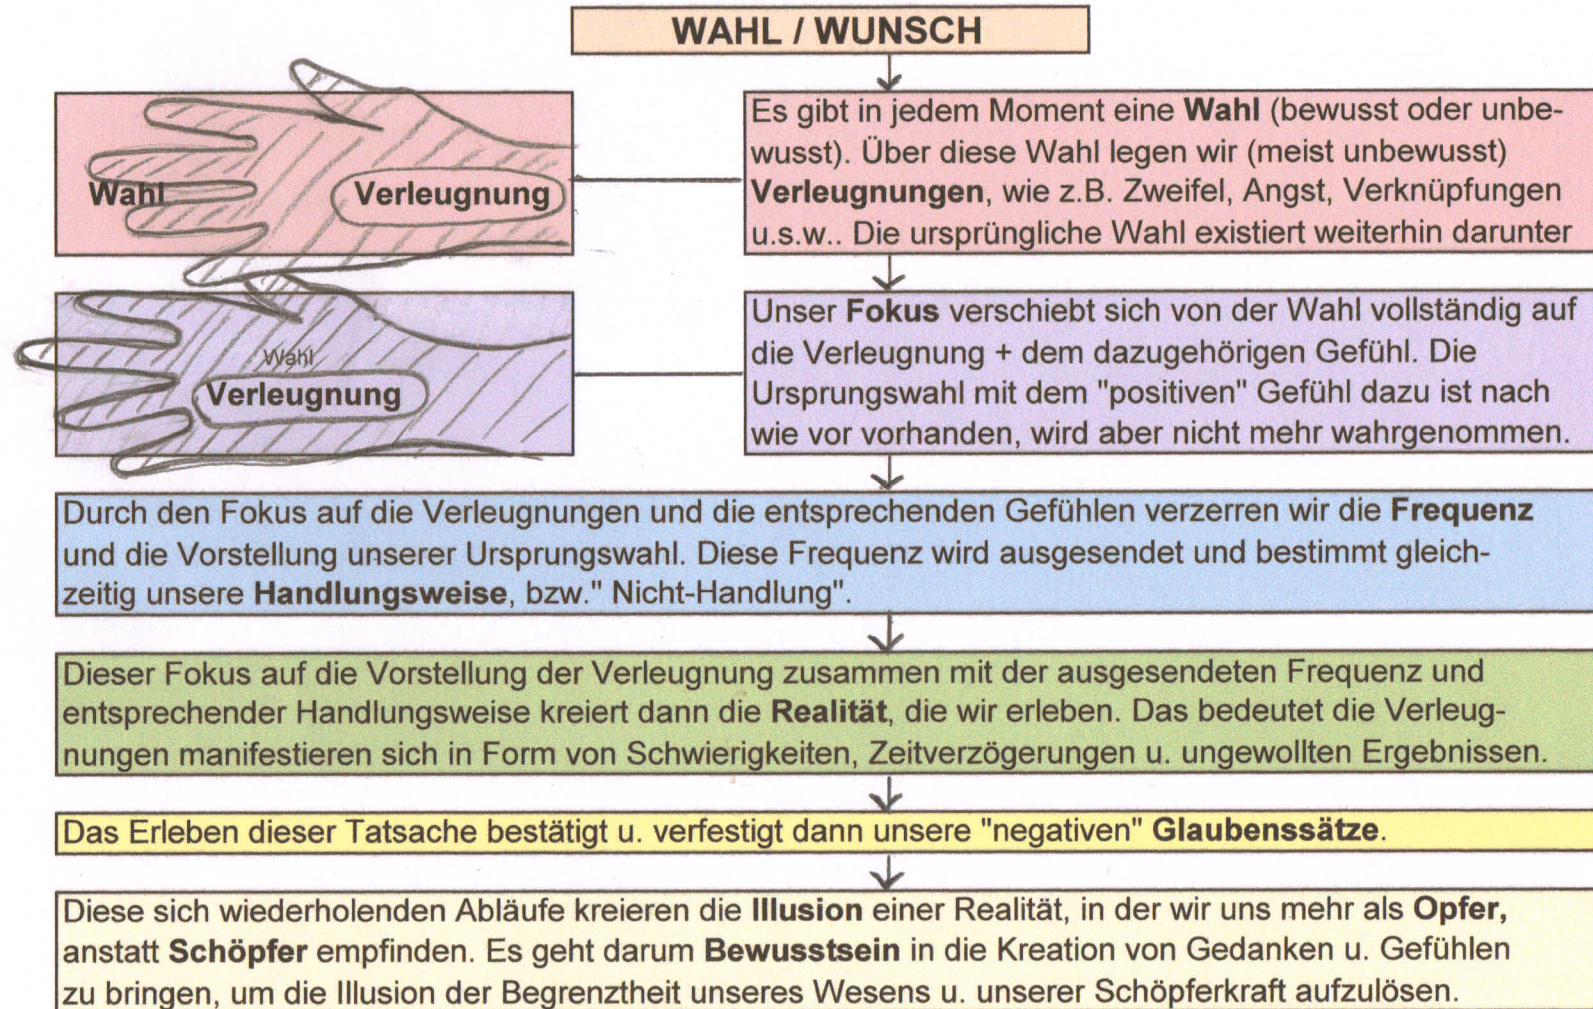 WAHL / WUNSCH
Wahl
Verleugnung
Es gibt in jedem Moment eine Wahl (bewusst oder unbe-
wusst). Über diese Wahl legen wir (meist unbewusst)
Verleugnungen, wie z.B. Zweifel, Angst, Verknüpfungen
u.s.w.. Die ursprüngliche Wahl existiert weiterhin darunter
Wahl
Verleugnung
Unser Fokus verschiebt sich von der Wahl vollständig auf
die Verleugnung + dem dazugehörigen Gefühl. Die
Ursprungswahl mit dem "positiven" Gefühl dazu ist nach
wie vor vorhanden, wird aber nicht mehr wahrgenommen.
Durch den Fokus auf die Verleugnungen und die entsprechenden Gefühlen verzerren wir die Frequenz
und die Vorstellung unserer Ursprungswahl. Diese Frequenz wird ausgesendet und bestimmt gleich-
zeitig unsere Handlungsweise, bzw." Nicht-Handlung".
Dieser Fokus auf die Vorstellung der Verleugnung zusammen mit der ausgesendeten Frequenz und
entsprechender Handlungsweise kreiert dann die Realität, die wir erleben. Das bedeutet die Verleug-
nungen manifestieren sich in Form von Schwierigkeiten, Zeitverzögerungen u. ungewollten Ergebnissen.
Das Erleben dieser Tatsache bestätigt u. verfestigt dann unsere "negativen" Glaubenssätze.
Diese sich wiederholenden Abläufe kreieren die Illusion einer Realität, in der wir uns mehr als Opfer,
anstatt Schöpfer empfinden. Es geht darum Bewusstsein in die Kreation von Gedanken u. Gefühlen
zu bringen, um die Illusion der Begrenztheit unseres Wesens u. unserer Schöpferkraft aufzulösen.